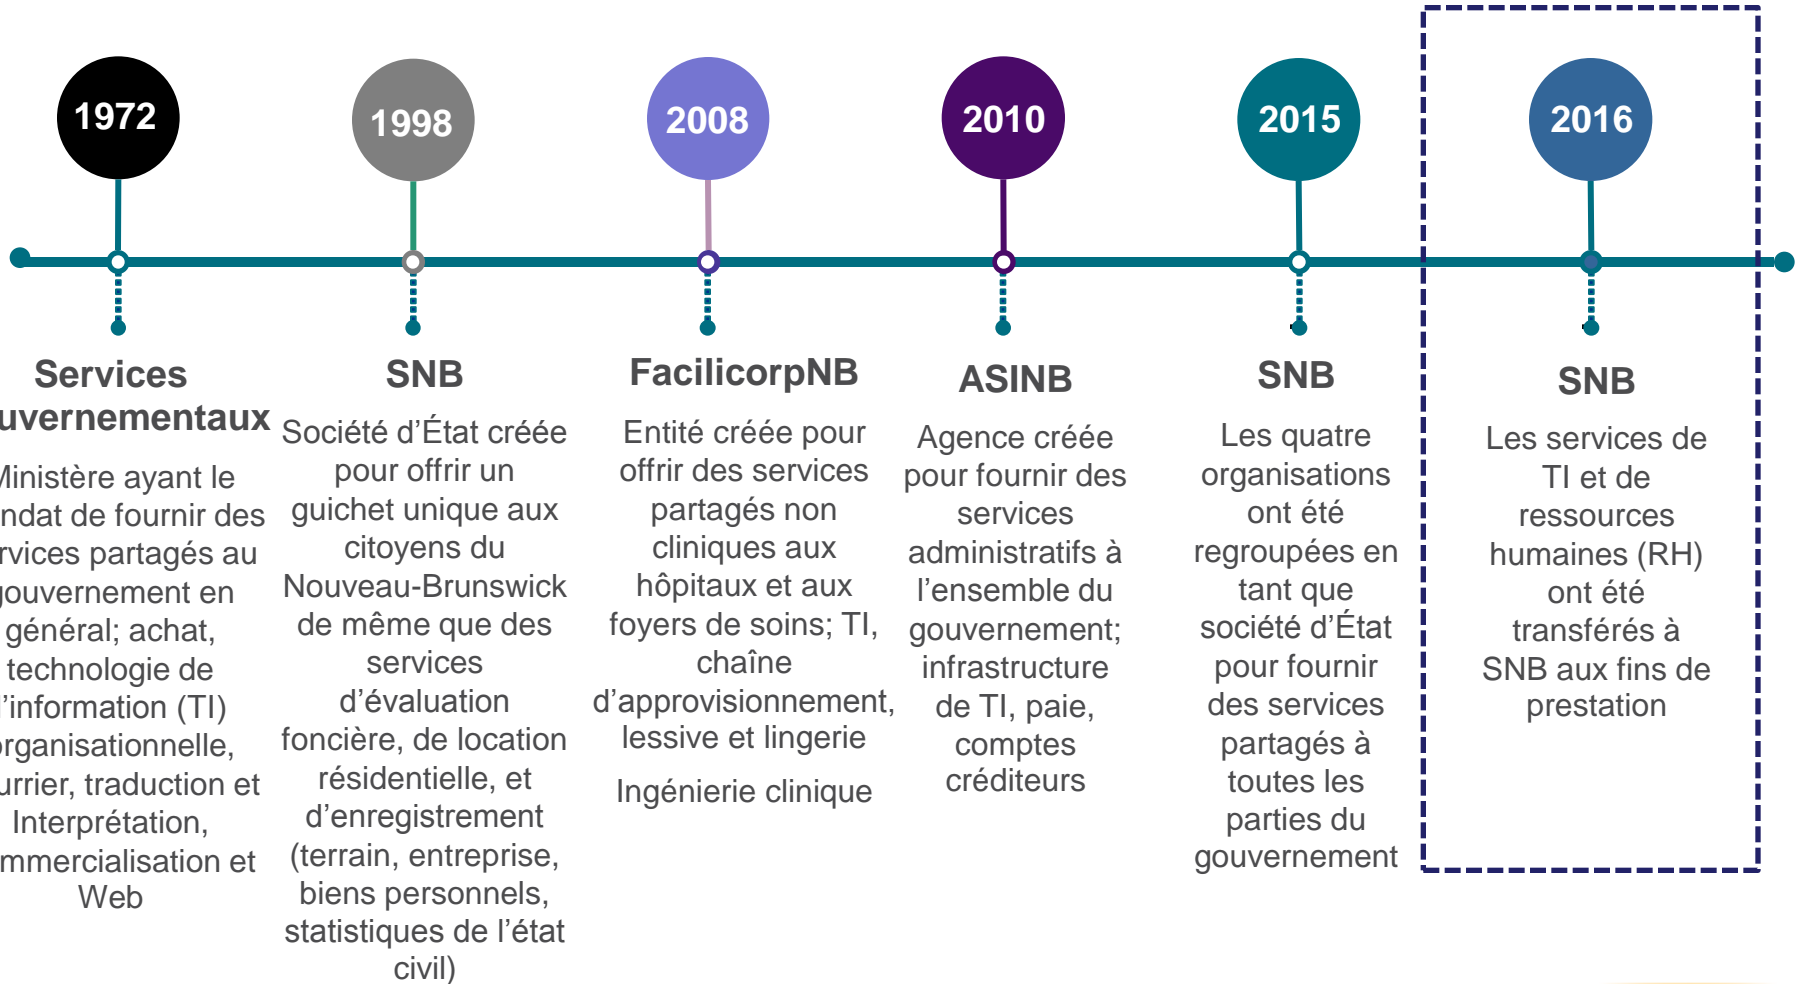 1972
1998
2008
2010
2015
2016
Services
uvernementaux
Ministère ayant le
ndat de fournir des
rvices partagés au
gouvernement en
général; achat,
technologie de
l’information (TI)
organisationnelle,
urrier, traduction et
Interprétation,
mmercialisation et
Web
SNB
Société d’État créée
pour offrir un
guichet unique aux
citoyens du
Nouveau-Brunswick
de même que des
services
d’évaluation
foncière, de location
résidentielle, et
d’enregistrement
(terrain, entreprise,
biens personnels,
statistiques de l’état
civil)
FacilicorpNB
Entité créée pour
offrir des services
partagés non
cliniques aux
hôpitaux et aux
foyers de soins; TI,
chaîne
d’approvisionnement,
lessive et lingerie
Ingénierie clinique
ASINB
Agence créée
pour fournir des
services
administratifs à
l’ensemble du
gouvernement;
infrastructure
de TI, paie,
comptes
créditeurs
SNB
Les quatre
organisations
ont été
regroupées en
tant que
société d’État
pour fournir
des services
partagés à
toutes les
parties du
gouvernement
SNB
Les services de
TI et de
ressources
humaines (RH)
ont été
transférés à
SNB aux fins de
prestation